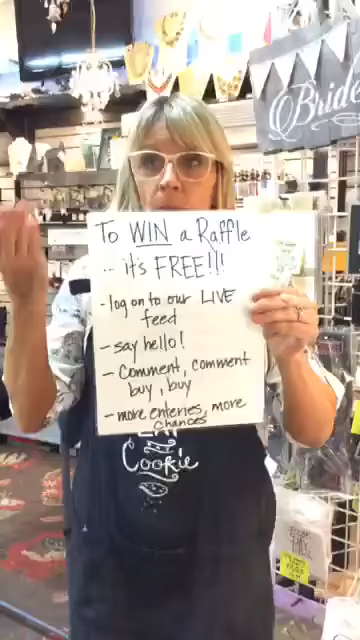 Bride
To WIN a Raffle
.. it's FREE!!!
- log on to our LIVE
feed
- say hello!
- Comment, comment
buy, buy
- more enteries, more
chances
Cookie